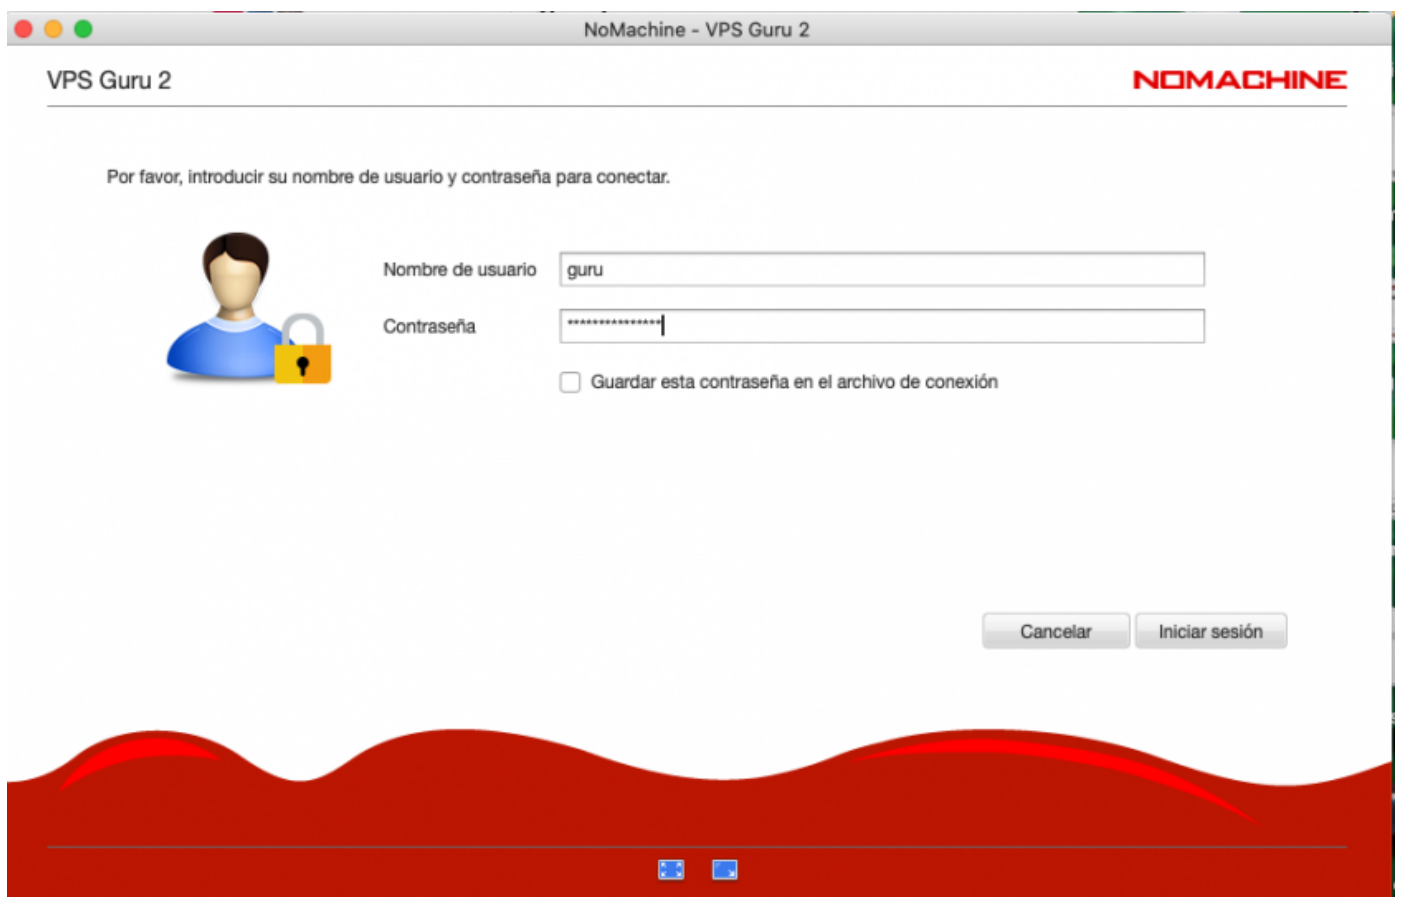 NoMachine - VPS Guru 2
VPS Guru 2
NOMACHINE
Por favor, introducir su nombre de usuario y contraseña para conectar.
Nombre de usuario
guru
Contraseña
***************
Guardar esta contraseña en el archivo de conexión
Cancelar
Iniciar sesión